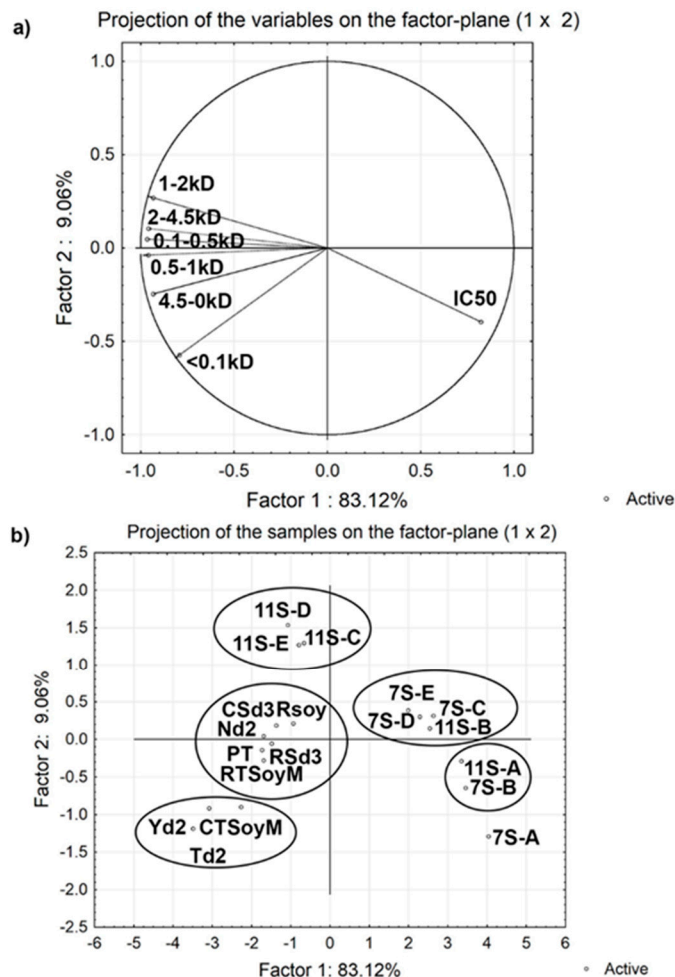 a)
Projection of the variables on the factor-plane (1 x 2)
1.0
0.5
0.0
-0.5
-1.0
Factor 2 : 9.06%
1-2kD
2-4.5kD
0.1-0.5kD
0.5-1kD
4.5-0kD
<0.1kD
IC50
-1.0 -0.5 0.0 0.5 1.0
Factor 1 : 83.12%
Active
b)
Projection of the samples on the factor-plane (1 x 2)
2.5
2.0
1.5
1.0
0.5
0.0
-0.5
-1.0
-1.5
-2.0
-2.5
Factor 2: 9.06%
11S-D
11S-E 11S-C
7S-E
7S-C
7S-D
11S-B
CSd3Rsoy
Nd2
PT RSd3
RTSoyM
11S-A
7S-B
7S-A
Yd2 CTSoyM
Td2
-6 -5 -4 -3 -2 -1 0 1 2 3 4 5 6
Factor 1: 83.12%
Active